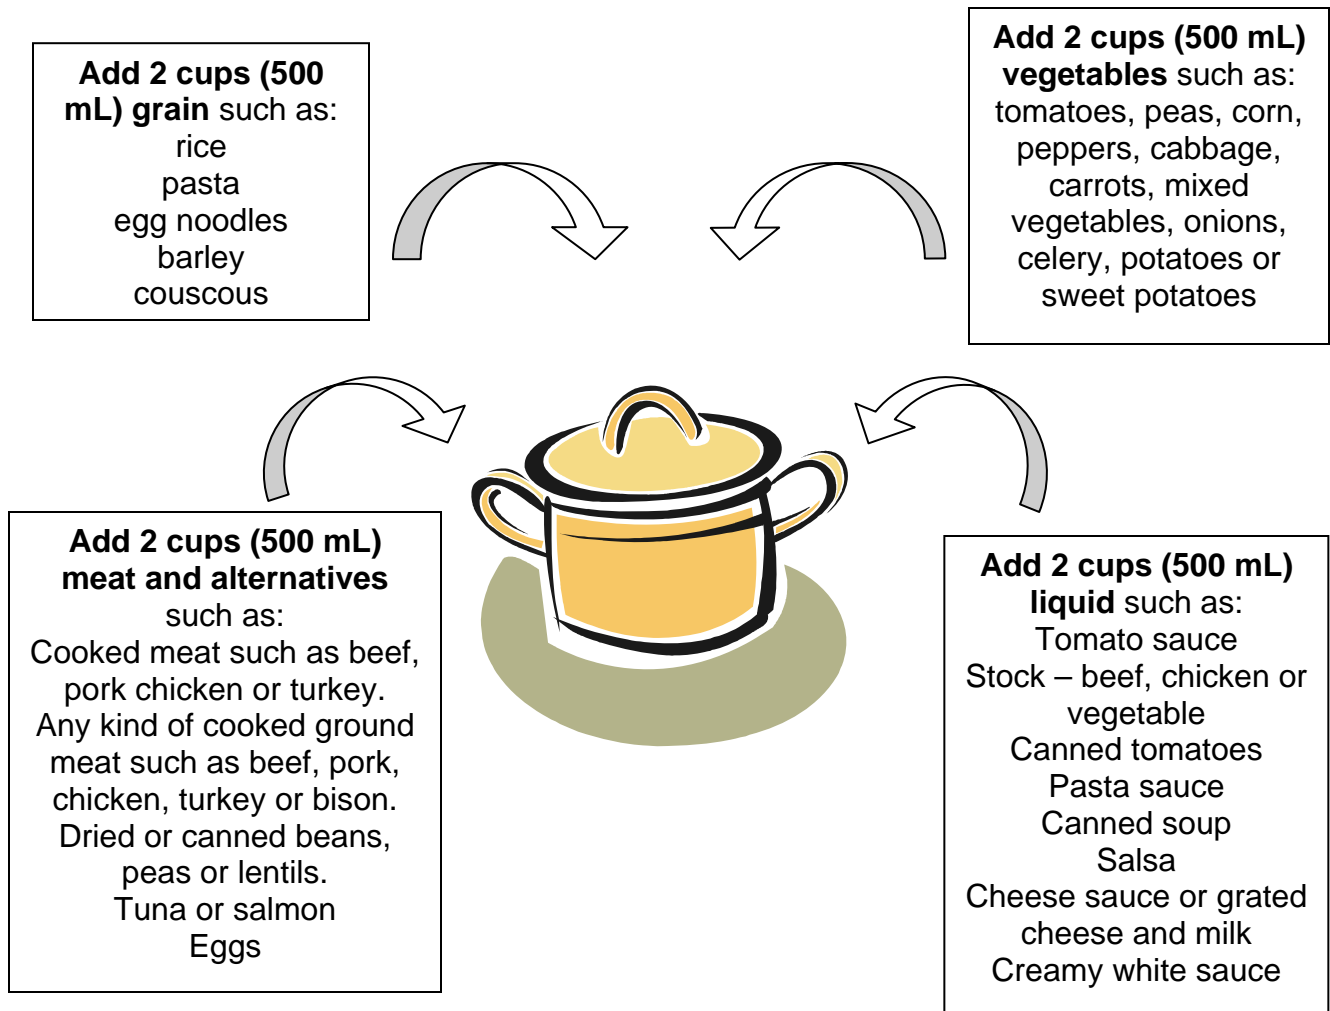 Add 2 cups (500
mL) grain such as:
rice
pasta
egg noodles
barley
couscous
Add 2 cups (500 mL)
vegetables such as:
tomatoes, peas, corn,
peppers, cabbage,
carrots, mixed
vegetables, onions,
celery, potatoes or
sweet potatoes
Add 2 cups (500 mL)
meat and alternatives
such as:
Cooked meat such as beef,
pork chicken or turkey.
Any kind of cooked ground
meat such as beef, pork,
chicken, turkey or bison.
Dried or canned beans,
peas or lentils.
Tuna or salmon
Eggs
Add 2 cups (500 mL)
liquid such as:
Tomato sauce
Stock – beef, chicken or
vegetable
Canned tomatoes
Pasta sauce
Canned soup
Salsa
Cheese sauce or grated
cheese and milk
Creamy white sauce